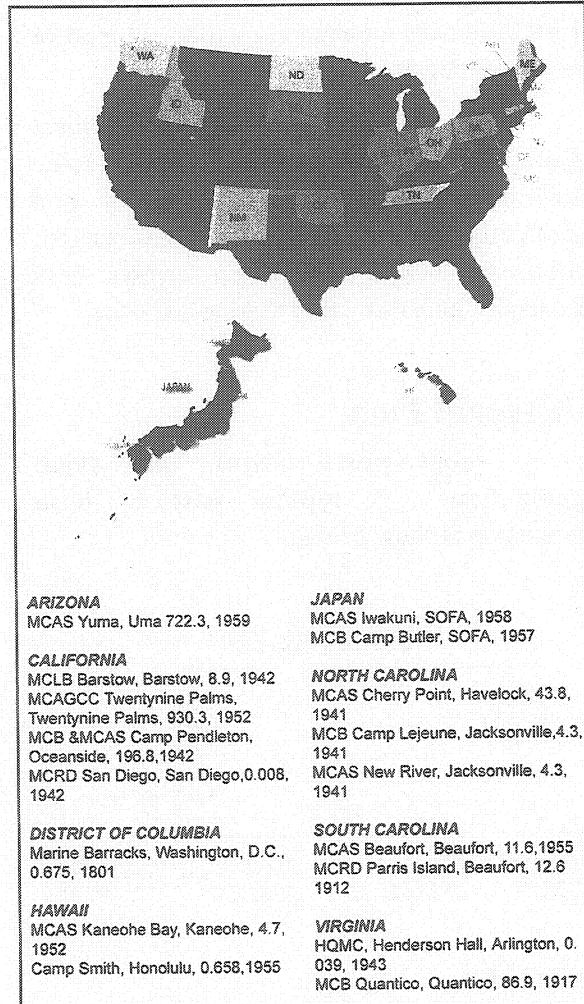 WA
ND
ME
ID
PA
OH
TN
NM
JAPAN
ARIZONA
MCAS Yuma, Uma 722.3, 1959
CALIFORNIA
MCLB Barstow, Barstow, 8.9, 1942
MCAGCC Twentynine Palms,
Twentynine Palms, 930.3, 1952
MCB &MCAS Camp Pendleton,
Oceanside, 196.8,1942
MCRD San Diego, San Diego,0.008,
1942
DISTRICT OF COLUMBIA
Marine Barracks, Washington, D.C.,
0.675, 1801
HAWAII
MCAS Kaneohe Bay, Kaneohe, 4.7,
1952
Camp Smith, Honolulu, 0.658,1955
JAPAN
MCAS Iwakuni, SOFA, 1958
MCB Camp Butler, SOFA, 1957
NORTH CAROLINA
MCAS Cherry Point, Havelock, 43.8,
1941
MCB Camp Lejeune, Jacksonville,4.3,
1941
MCAS New River, Jacksonville, 4.3,
1941
SOUTH CAROLINA
MCAS Beaufort, Beaufort, 11.6,1955
MCRD Parris Island, Beaufort, 12.6
1912
VIRGINIA
HQMC, Henderson Hall, Arlington, 0.
039, 1943
MCB Quantico, Quantico, 86.9, 1917